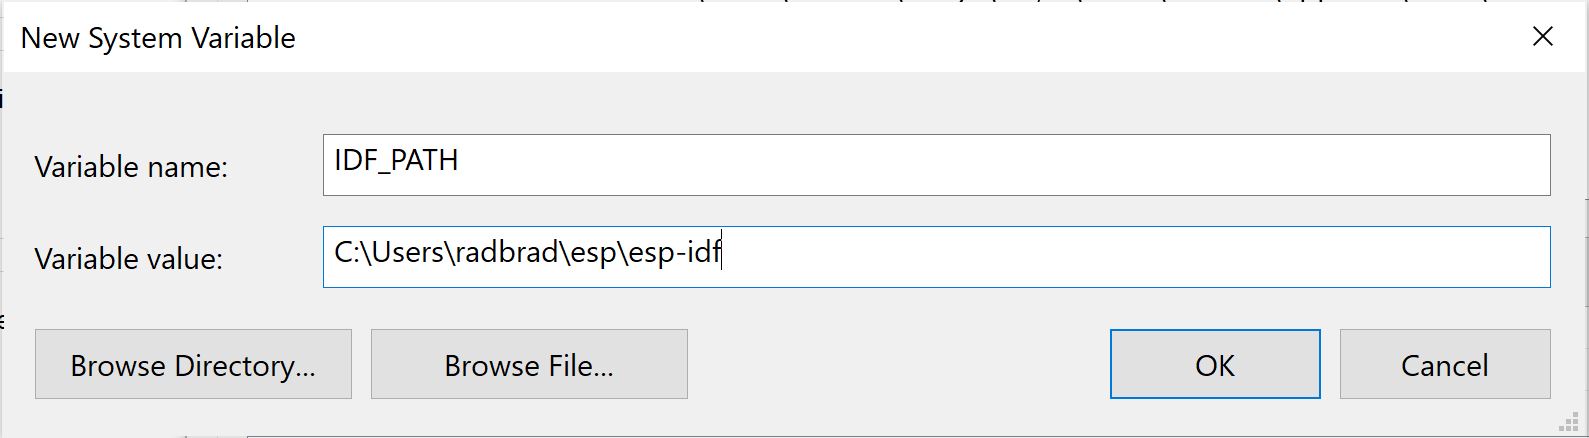 New System Variable
Variable name:
IDF_PATH
Variable value:
C:\Users\radbrad\esp\esp-idf
Browse Directory...
Browse File...
OK
Cancel